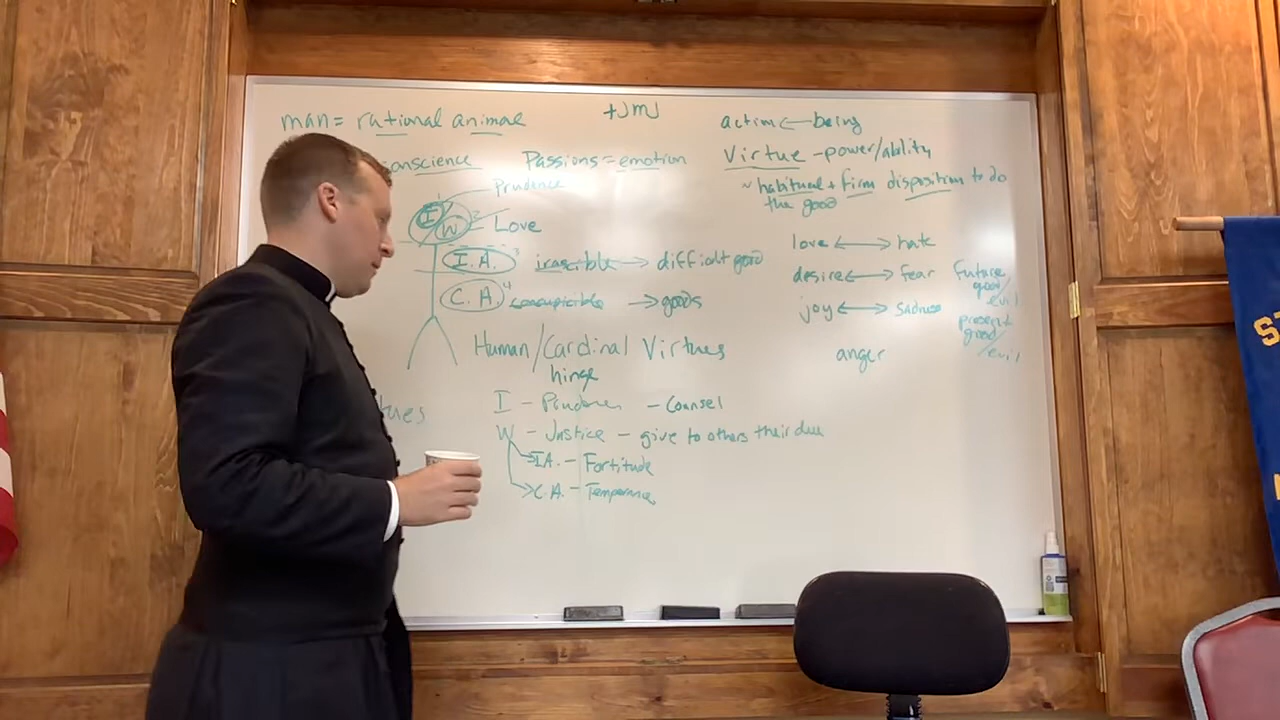 man = rational animal
+JMJ
action ← being
onscience
Passions = emotion
Virtue - power/ability
Prudence
~ habitual + firm disposition to do
the good
I
W
Love
love ↔ hate
I.A. irascible → difficult good
desire ↔ fear
future
good/
evil
C.A. concupiscible → goods
joy ↔ sadness
present
good
/evil
Human/Cardinal Virtues
hinge
anger
I - Prudence - Counsel
tues
W - Justice - give to others their due
I.A. - Fortitude
C.A. - Temperance
S